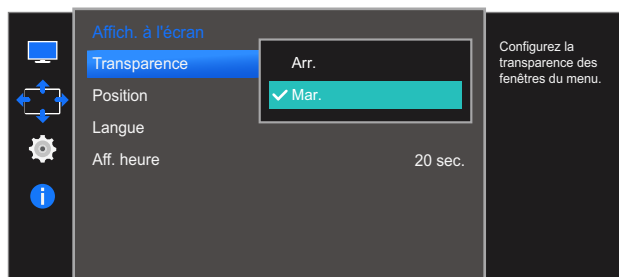 Affich. à l'écran
Transparence
Arr.
Mar.
Position
Langue
Aff. heure
20 sec.
Configurez la
transparence des
fenêtres du menu.